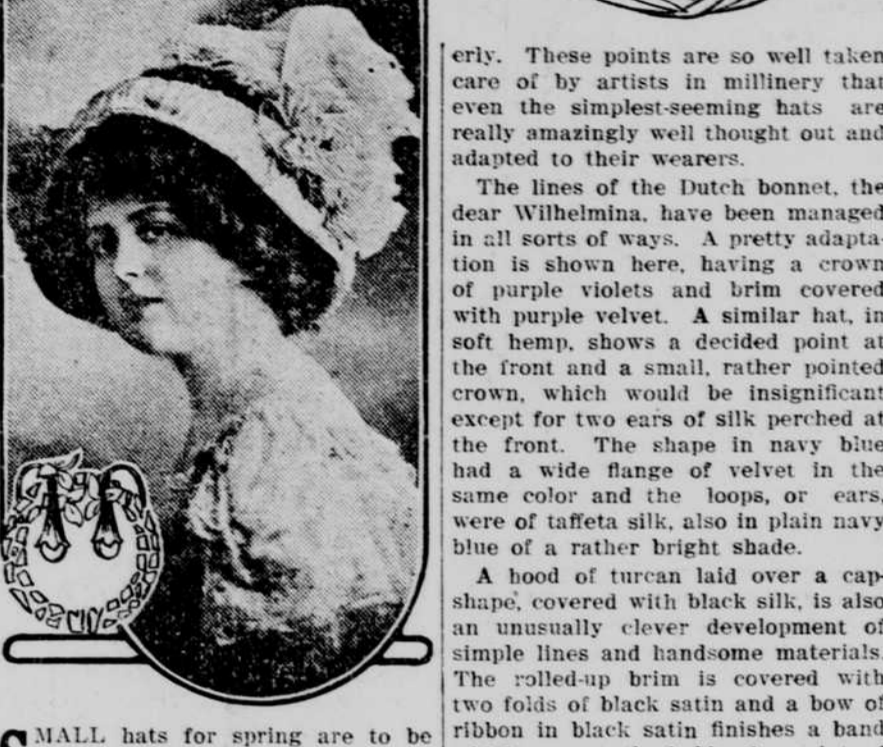 SMALL hats for spring are to be
erly. These points are so well taken
care of by artists in millinery that
even the simplest-seeming hats are
really amazingly well thought out and
adapted to their wearers.
The lines of the Dutch bonnet, the
dear Wilhelmina, have been managed
in all sorts of ways. A pretty adapta-
tion is shown here, having a crown
of purple violets and brim covered
with purple velvet. A similar hat, in
soft hemp, shows a decided point at
the front and a small, rather pointed
crown, which would be insignificant
except for two ears of silk perched at
the front. The shape in navy blue
had a wide flange of velvet in the
same color and the loops, or ears,
were of taffeta silk, also in plain navy
blue of a rather bright shade.
A hood of turcan laid over a cap-
shape, covered with black silk, is also
an unusually clever development of
simple lines and handsome materials.
The rolled-up brim is covered with
two folds of black satin and a bow of
ribbon in black satin finishes a band